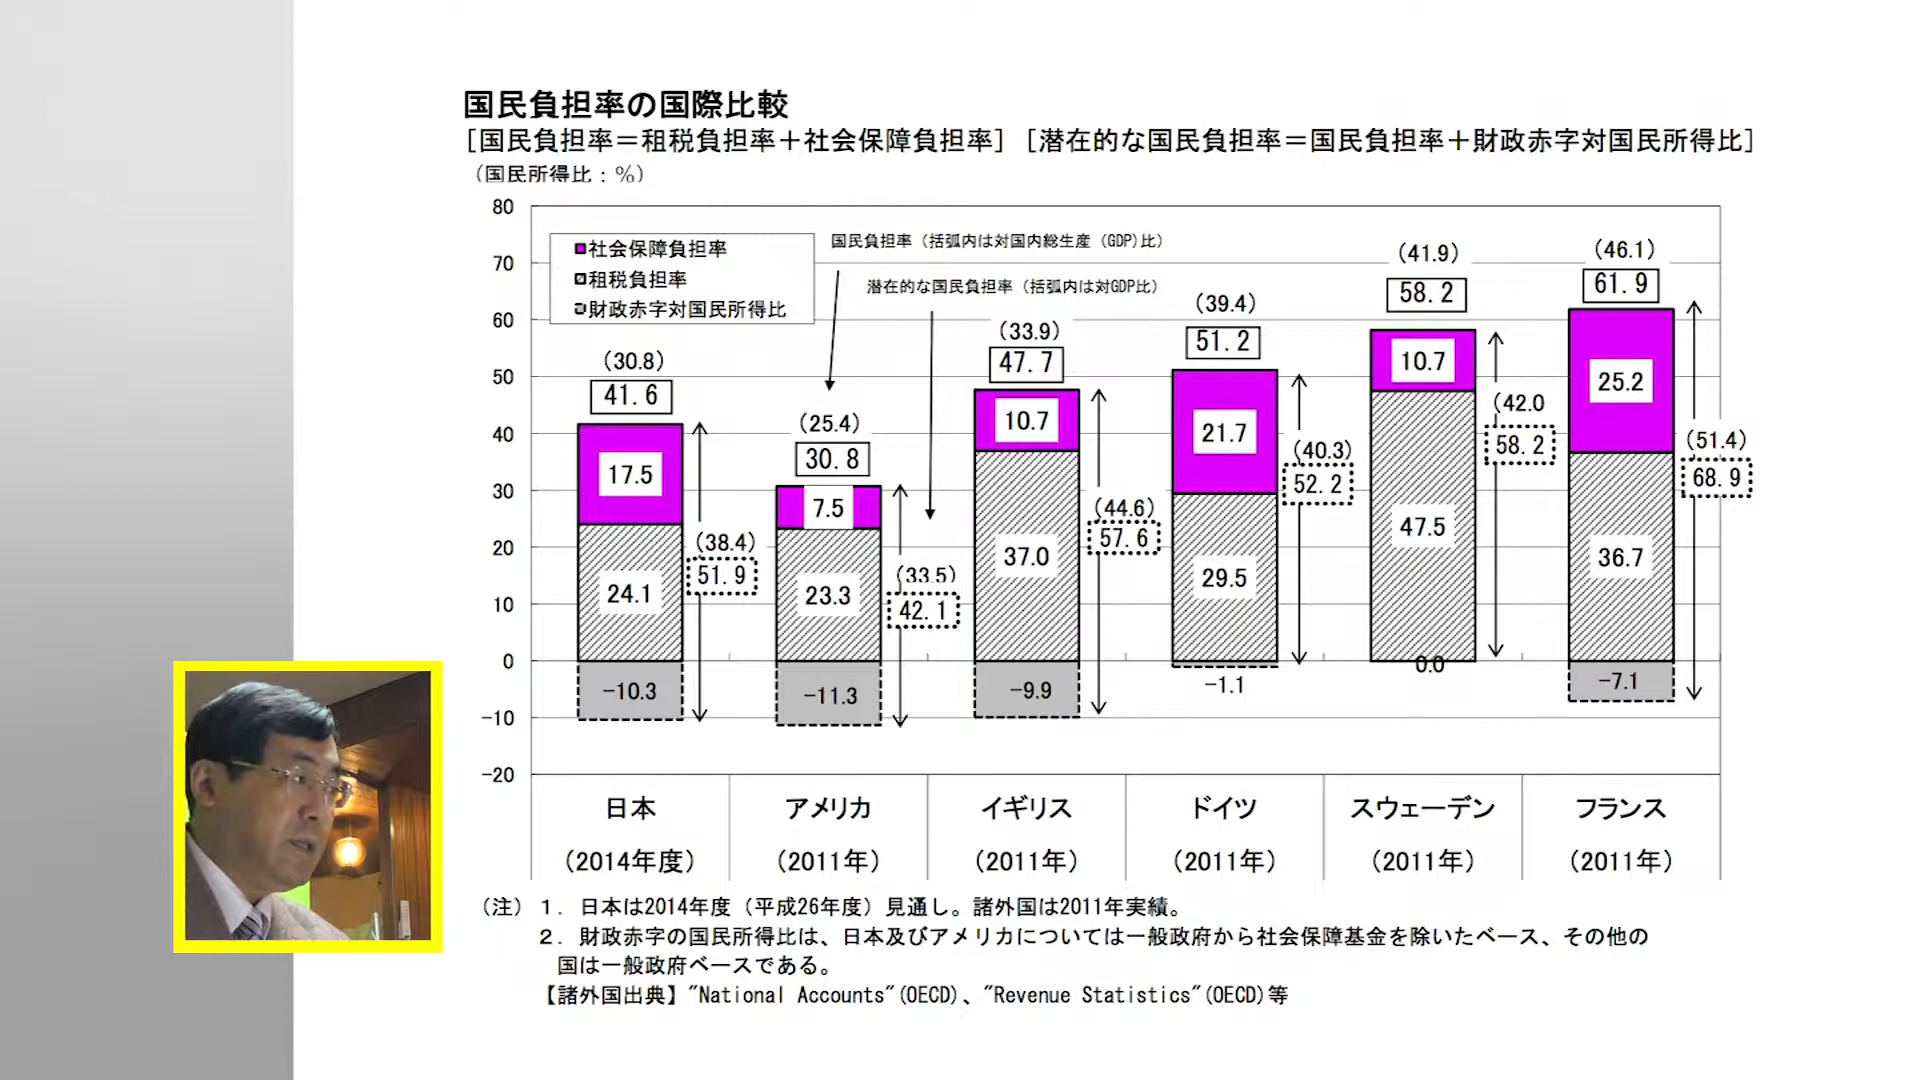 国民負担率の国際比較
［国民負担率＝租税負担率＋社会保障負担率］［潜在的な国民負担率＝国民負担率＋財政赤字対国民所得比］
（国民所得比：％）
80
70
60
50
40
30
20
10
0
−10
−20
社会保障負担率
租税負担率
財政赤字対国民所得比
国民負担率（括弧内は対国内総生産（GDP)比）
潜在的な国民負担率（括弧内は対GDP比）
（30.8）
41.6
17.5
24.1
−10.3
（38.4）
51.9
（25.4）
30.8
7.5
23.3
−11.3
（33.5）
42.1
（33.9）
47.7
10.7
37.0
−9.9
（44.6）
57.6
（39.4）
51.2
21.7
29.5
−1.1
（40.3）
52.2
（41.9）
58.2
10.7
47.5
0.0
（42.0
58.2
（46.1）
61.9
25.2
36.7
−7.1
（51.4）
68.9
日本
（2014年度）
アメリカ
（2011年）
イギリス
（2011年）
ドイツ
（2011年）
スウェーデン
（2011年）
フランス
（2011年）
（注）１．日本は2014年度（平成26年度）見通し。諸外国は2011年実績。
２．財政赤字の国民所得比は、日本及びアメリカについては一般政府から社会保障基金を除いたベース、その他の
国は一般政府ベースである。
【諸外国出典】"National Accounts"(OECD)、"Revenue Statistics"(OECD)等